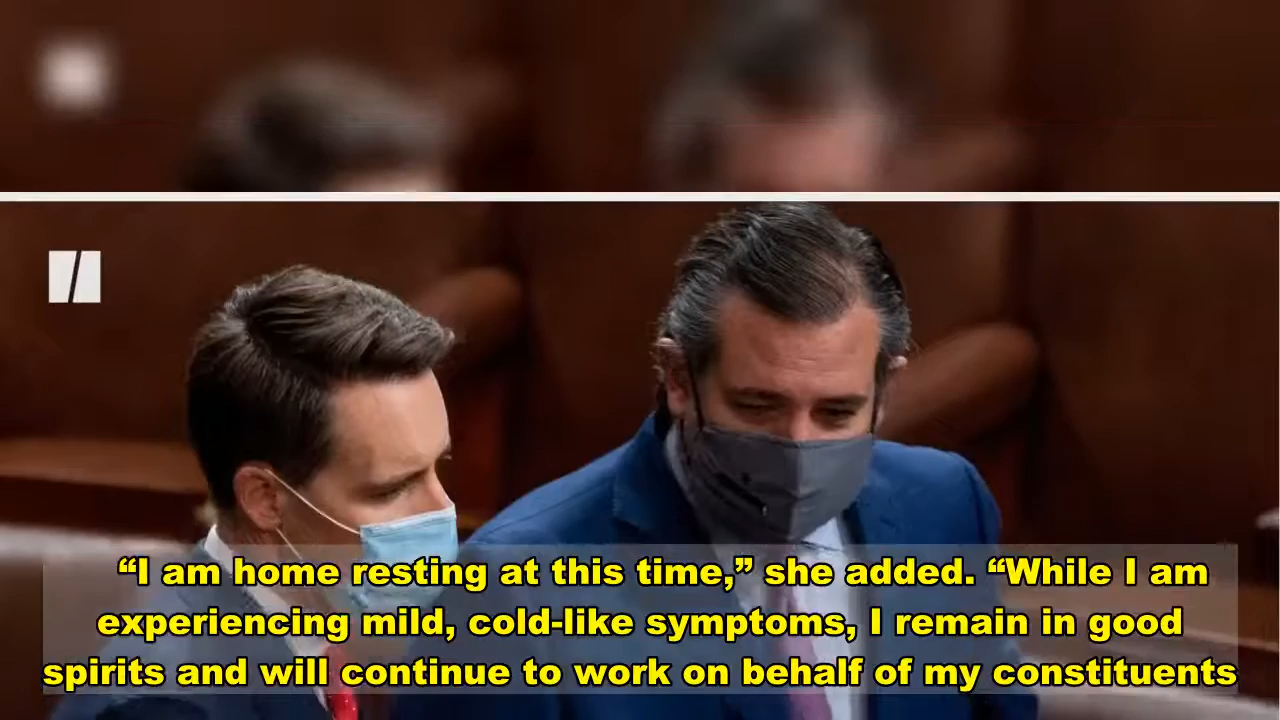 “I am home resting at this time,” she added. “While I am
experiencing mild, cold-like symptoms, I remain in good
spirits and will continue to work on behalf of my constituents